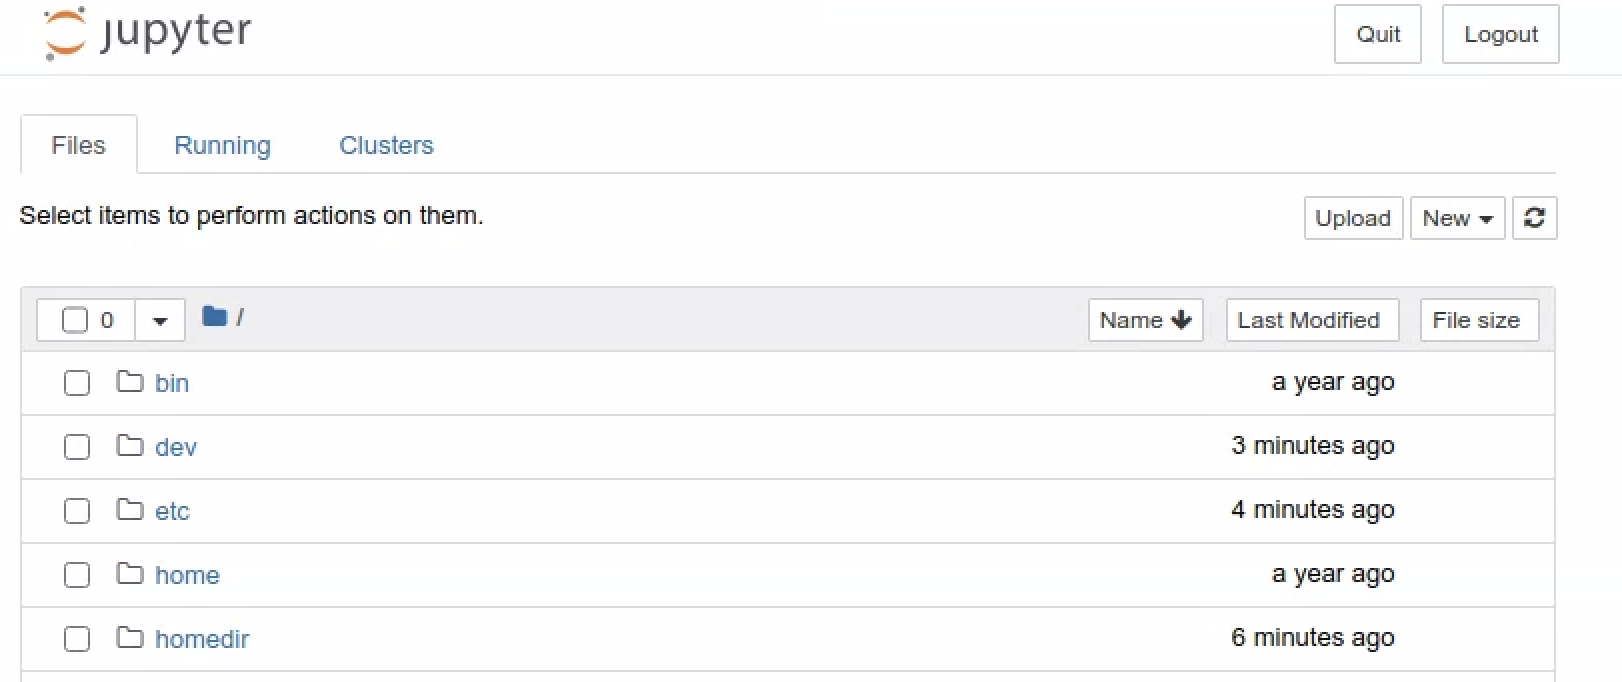 jupyter Quit Logout
Files Running Clusters
Select items to perform actions on them. Upload New
0 / Name Last Modified File size
bin a year ago
dev 3 minutes ago
etc 4 minutes ago
home a year ago
homedir 6 minutes ago